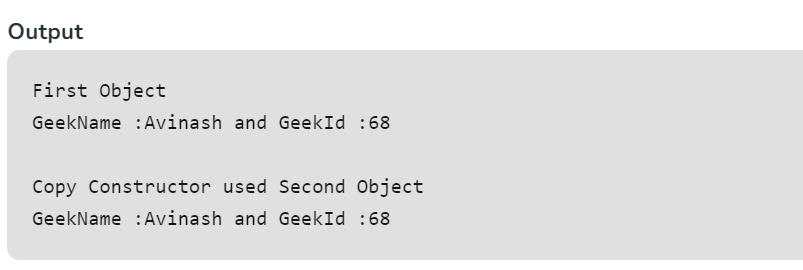 Output
First Object
GeekName :Avinash and GeekId :68
Copy Constructor used Second Object
GeekName :Avinash and GeekId :68